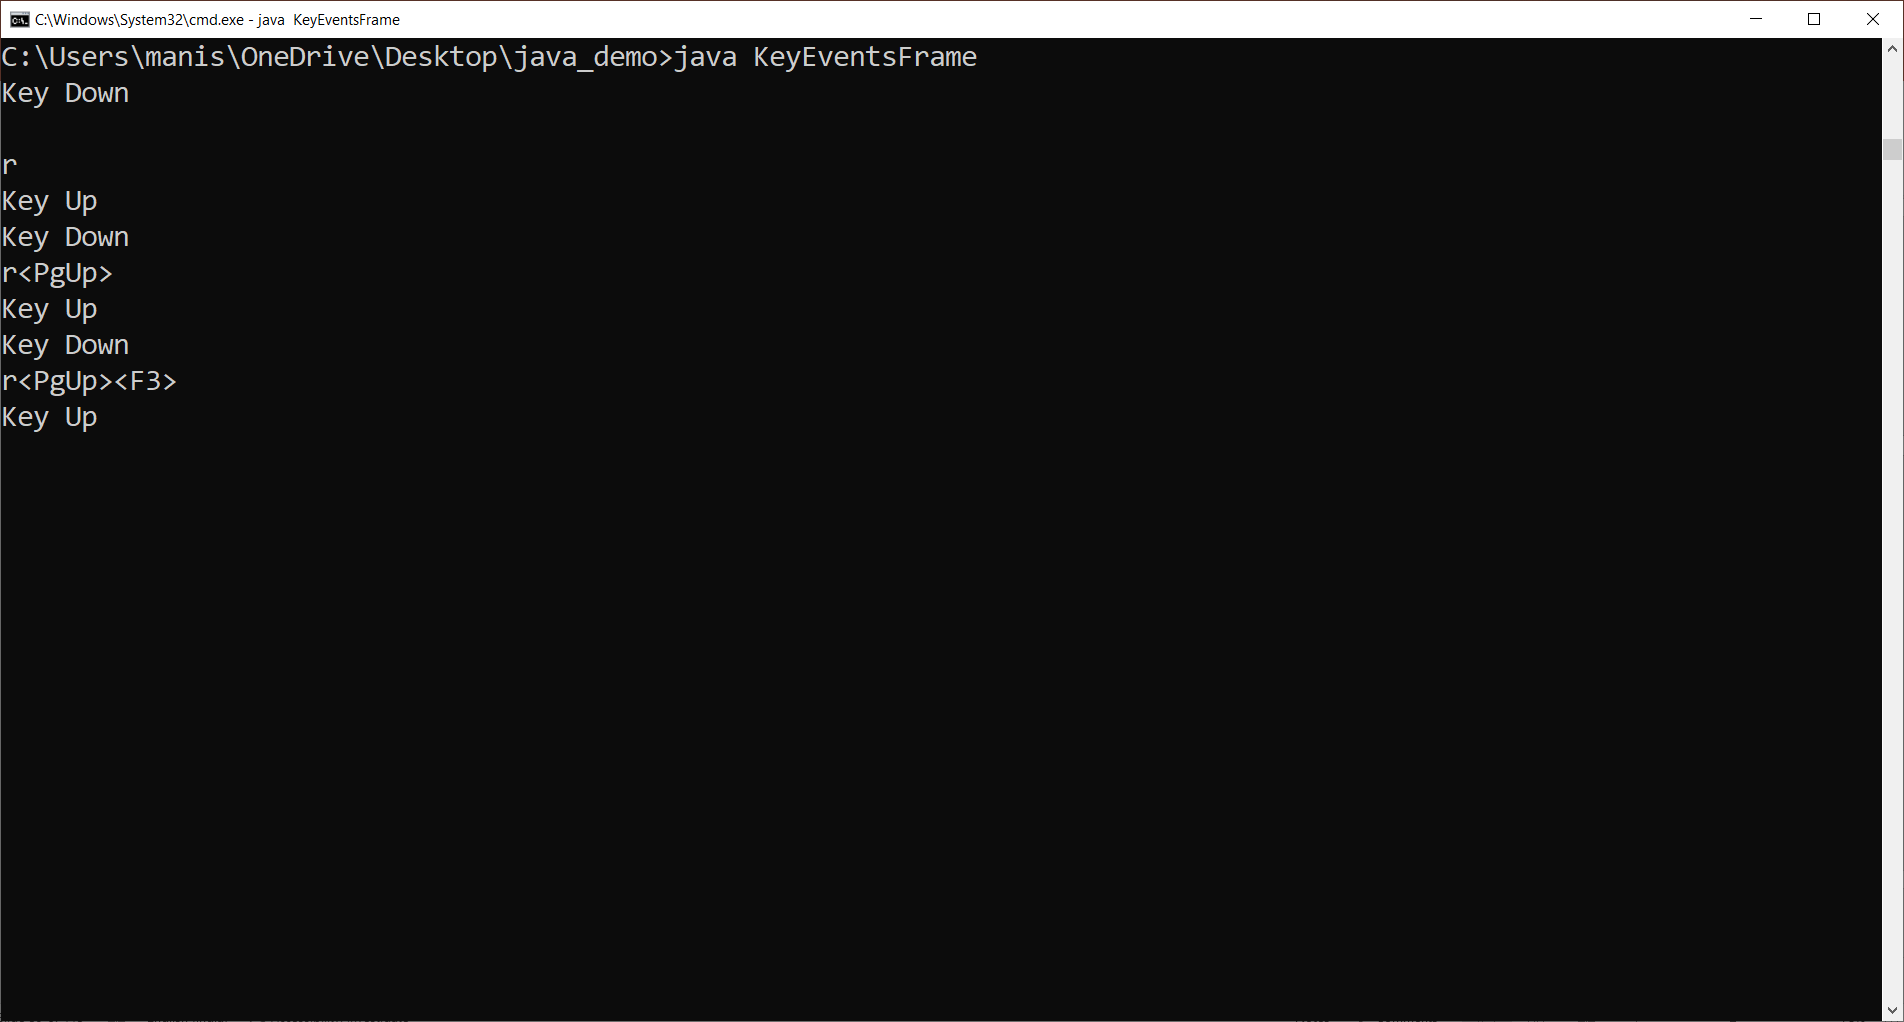 C:\Windows\System32\cmd.exe - java  KeyEventsFrame
C:\Users\manis\OneDrive\Desktop\java_demo>java KeyEventsFrame
Key Down
r
Key Up
Key Down
r<PgUp>
Key Up
Key Down
r<PgUp><F3>
Key Up